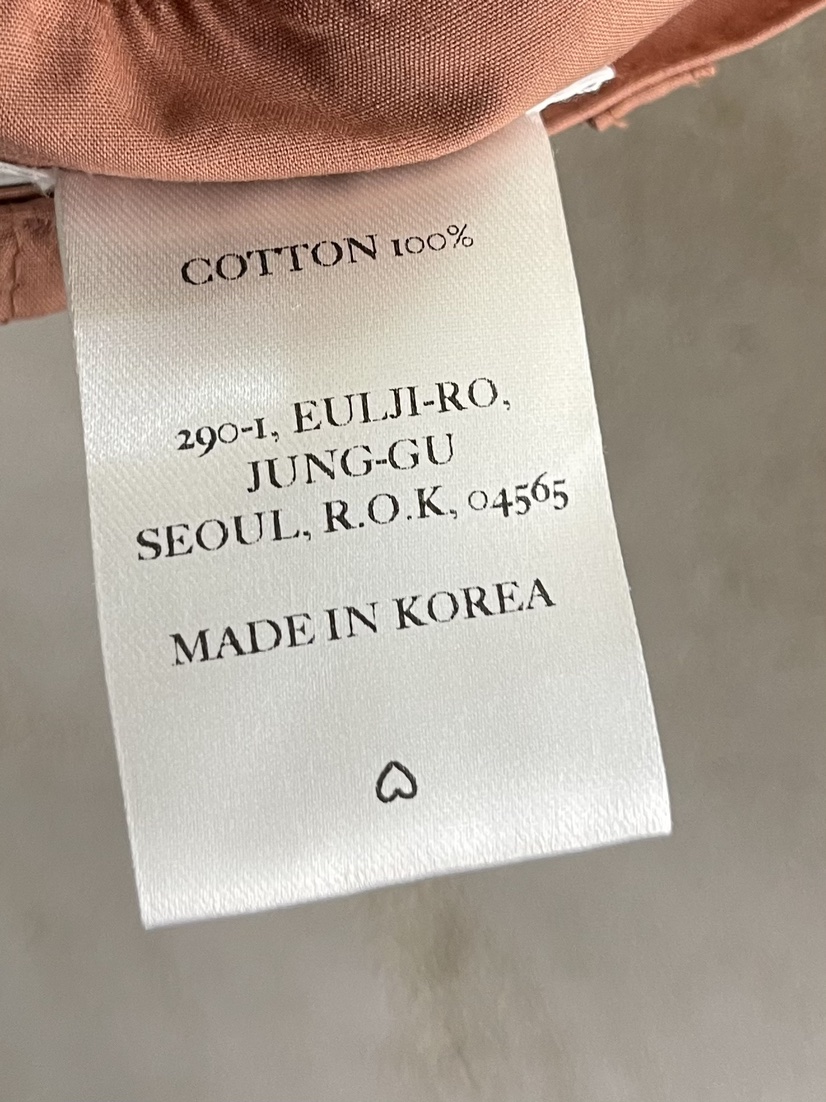 COTTON 100%
290-1, EULJI-RO,
JUNG-GU
SEOUL, R.O.K, 04565
MADE IN KOREA